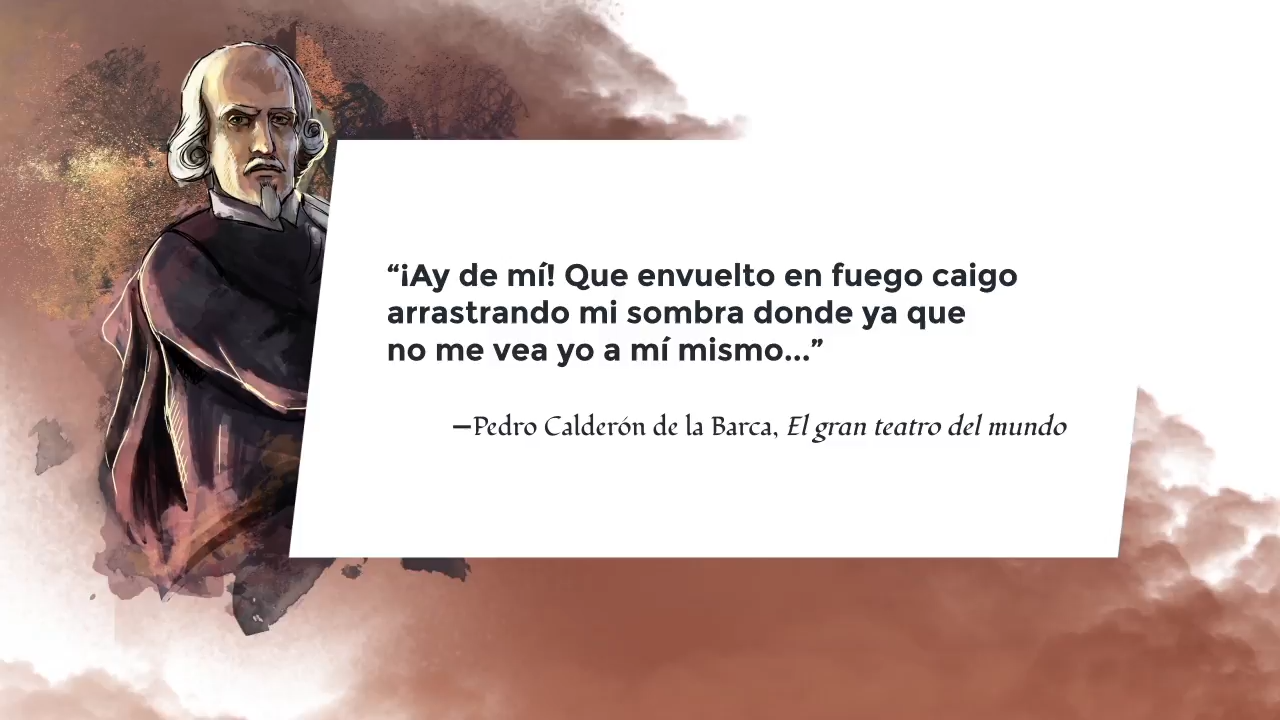 “¡Ay de mí! Que envuelto en fuego caigo
arrastrando mi sombra donde ya que
no me vea yo a mí mismo...”
—Pedro Calderón de la Barca, El gran teatro del mundo